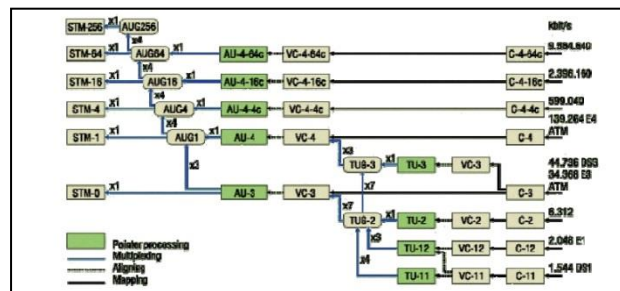 kbit/s
STM-256 x1 AUG256
x4
STM-64 x1 AUG64 x1 AU-4-64c VC-4-64c C-4-64c 9.584.640
x4
STM-16 x1 AUG16 x1 AU-4-16c VC-4-16c C-4-16c 2.396.160
x4
STM-4 x1 AUG4 x1 AU-4-4c VC-4-4c C-4-4c 599.040
x4
139.264 E4
STM-1 x1 AUG1 x1 AU-4 VC-4 C-4 ATM
x3
x3
TUG-3 x1 TU-3 VC-3
44.736 DS3
34.368 E3
STM-0 x1 AU-3 VC-3 C-3 ATM
x7
x7
TUG-2 x1 TU-2 VC-2 C-2 6.312
x3 TU-12 VC-12 C-12 2.048 E1
x4 TU-11 VC-11 C-11 1.544 DS1
Pointer processing
Multiplexing
Aligning
Mapping